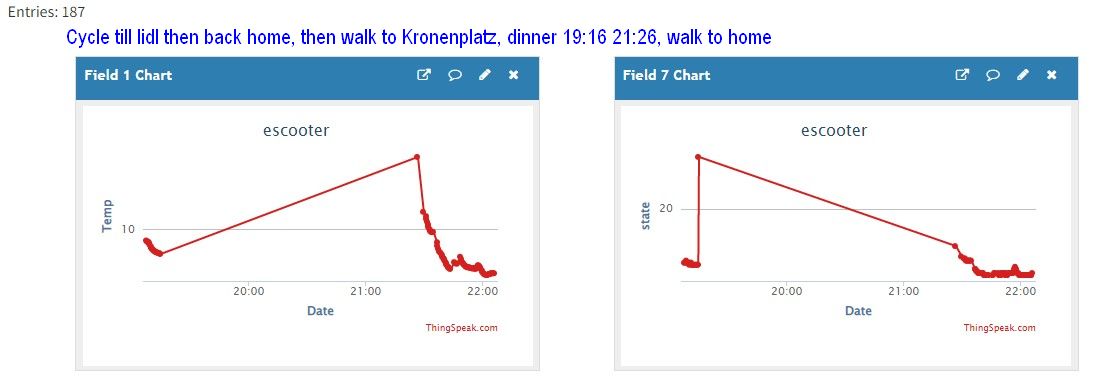 Entries: 187
Cycle till lidl then back home, then walk to Kronenplatz, dinner 19:16 21:26, walk to home
Field 1 Chart
escooter
Temp
10
20:00 21:00 22:00
Date
ThingSpeak.com
Field 7 Chart
escooter
state
20
20:00 21:00 22:00
Date
ThingSpeak.com